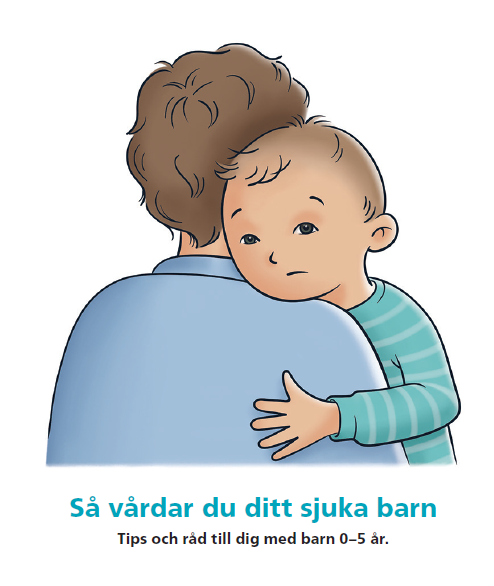 Så vårdar du ditt sjuka barn
Tips och råd till dig med barn 0–5 år.